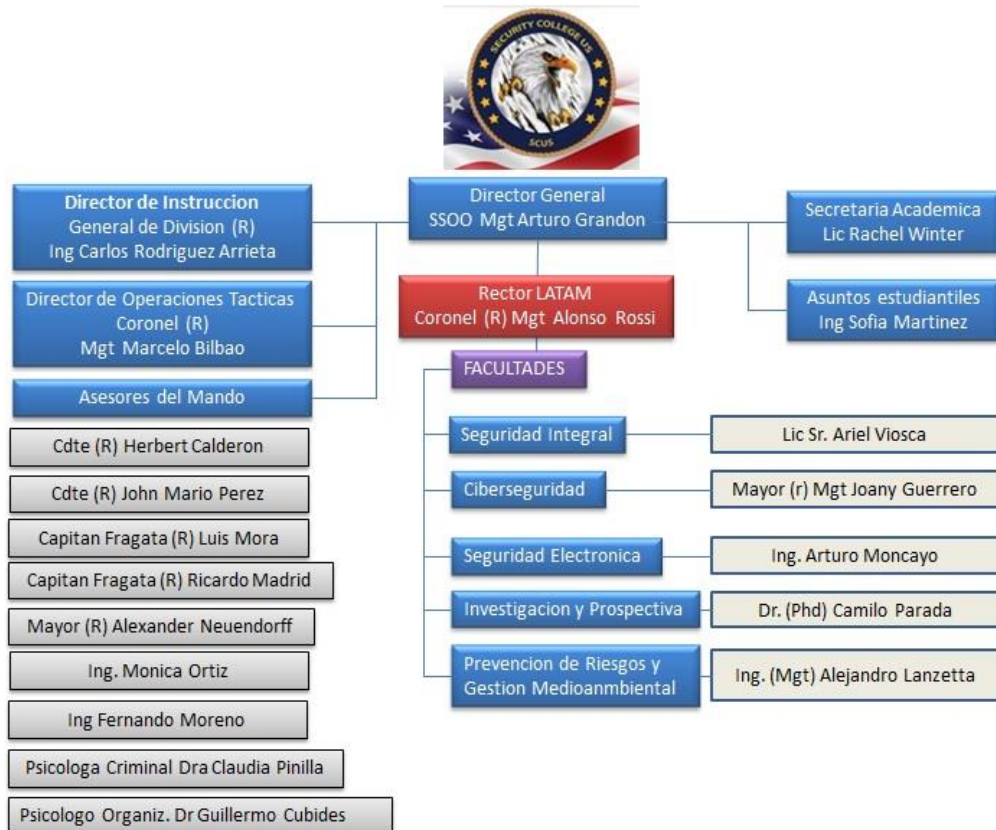 SECURITY COLLEGE US
SCUS
Director General
SSOO Mgt Arturo Grandon
Director de Instruccion
General de Division (R)
Ing Carlos Rodriguez Arrieta
Secretaria Academica
Lic Rachel Winter
Director de Operaciones Tacticas
Coronel (R)
Mgt Marcelo Bilbao
Rector LATAM
Coronel (R) Mgt Alonso Rossi
Asuntos estudiantiles
Ing Sofia Martinez
Asesores del Mando
Cdte (R) Herbert Calderon
Cdte (R) John Mario Perez
Capitan Fragata (R) Luis Mora
Capitan Fragata (R) Ricardo Madrid
Mayor (R) Alexander Neuendorff
Ing. Monica Ortiz
Ing Fernando Moreno
Psicologa Criminal Dra Claudia Pinilla
Psicologo Organiz. Dr Guillermo Cubides
FACULTADES
Seguridad Integral
Lic Sr. Ariel Viosca
Ciberseguridad
Mayor (r) Mgt Joany Guerrero
Seguridad Electronica
Ing. Arturo Moncayo
Investigacion y Prospectiva
Dr. (Phd) Camilo Parada
Prevencion de Riesgos y
Gestion Medioanmbiental
Ing. (Mgt) Alejandro Lanzetta